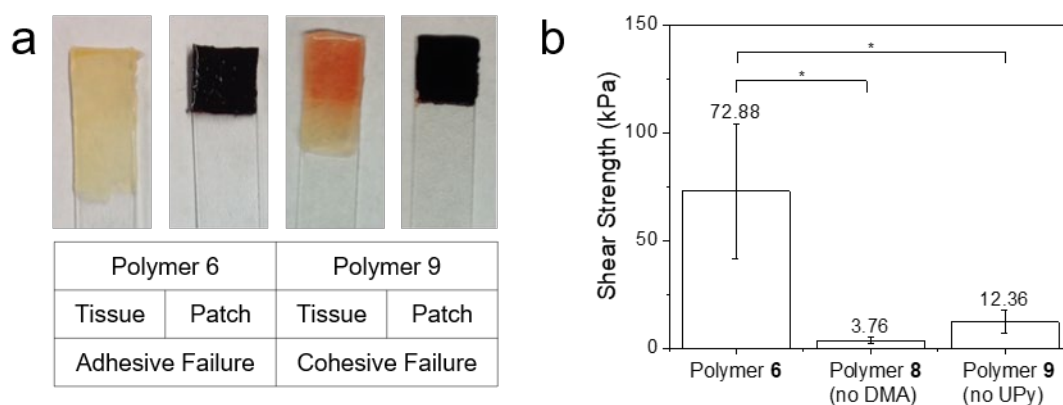 a
Polymer 6
Polymer 9
Tissue
Patch
Tissue
Patch
Adhesive Failure
Cohesive Failure
b
Shear Strength (kPa)
150
100
50
0
*
*
72.88
3.76
12.36
Polymer 6
Polymer 8
(no DMA)
Polymer 9
(no UPy)